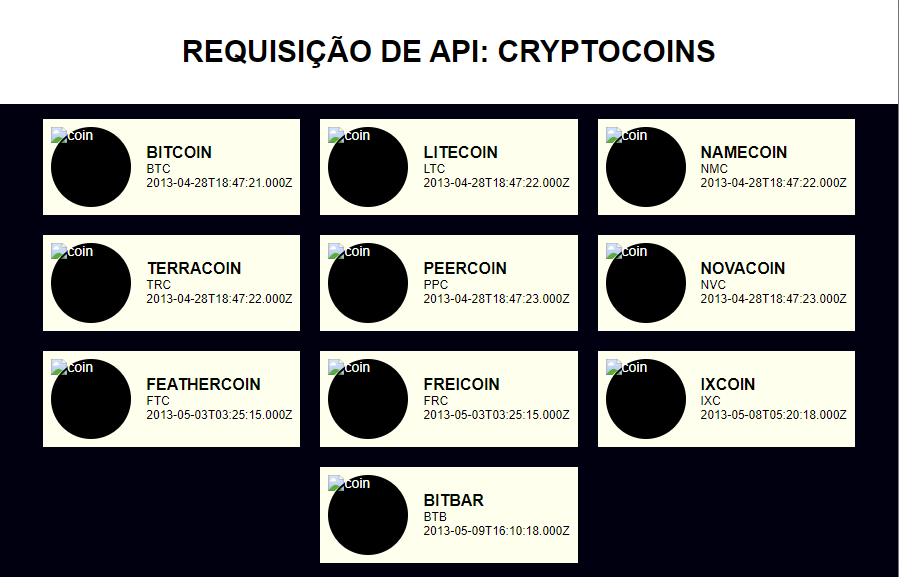 REQUISIÇÃO DE API: CRYPTOCOINS
coin
BITCOIN
BTC
2013-04-28T18:47:21.000Z
coin
LITECOIN
LTC
2013-04-28T18:47:22.000Z
coin
NAMECOIN
NMC
2013-04-28T18:47:22.000Z
coin
TERRACOIN
TRC
2013-04-28T18:47:22.000Z
coin
PEERCOIN
PPC
2013-04-28T18:47:23.000Z
coin
NOVACOIN
NVC
2013-04-28T18:47:23.000Z
coin
FEATHERCOIN
FTC
2013-05-03T03:25:15.000Z
coin
FREICOIN
FRC
2013-05-03T03:25:15.000Z
coin
IXCOIN
IXC
2013-05-08T05:20:18.000Z
coin
BITBAR
BTB
2013-05-09T16:10:18.000Z